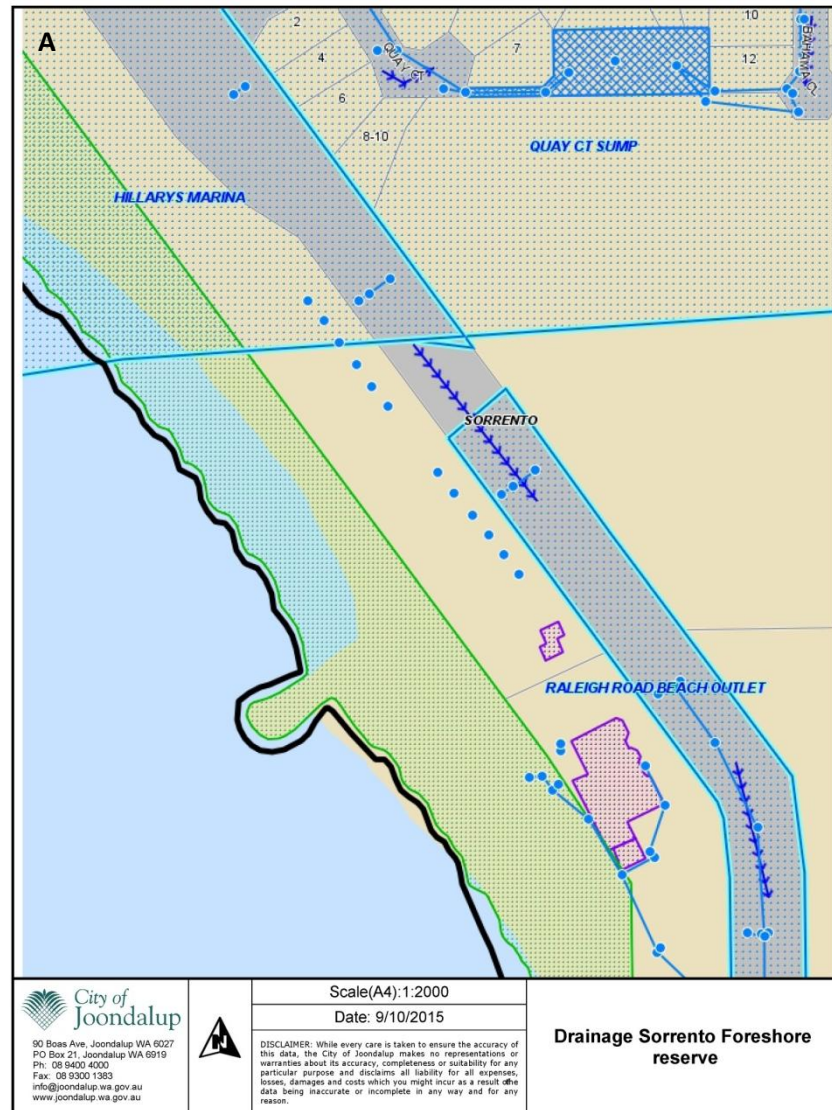 A
2
4
6
8-10
7
10
12
QUAY CT
BAHAMA CL
QUAY CT SUMP
HILLARYS MARINA
SORRENTO
RALEIGH ROAD BEACH OUTLET
City of
Joondalup
90 Boas Ave, Joondalup WA 6027
PO Box 21, Joondalup WA 6919
Ph: 08 9400 4000
Fax: 08 9300 1383
info@joondalup.wa.gov.au
www.joondalup.wa.gov.au
N
Scale(A4):1:2000
Date: 9/10/2015
DISCLAIMER: While every care is taken to ensure the accuracy of
this data, the City of Joondalup makes no representations or
warranties about its accuracy, completeness or suitability for any
particular purpose and disclaims all liability for all expenses,
losses, damages and costs which you might incur as a result of the
data being inaccurate or incomplete in any way and for any
reason.
Drainage Sorrento Foreshore
reserve